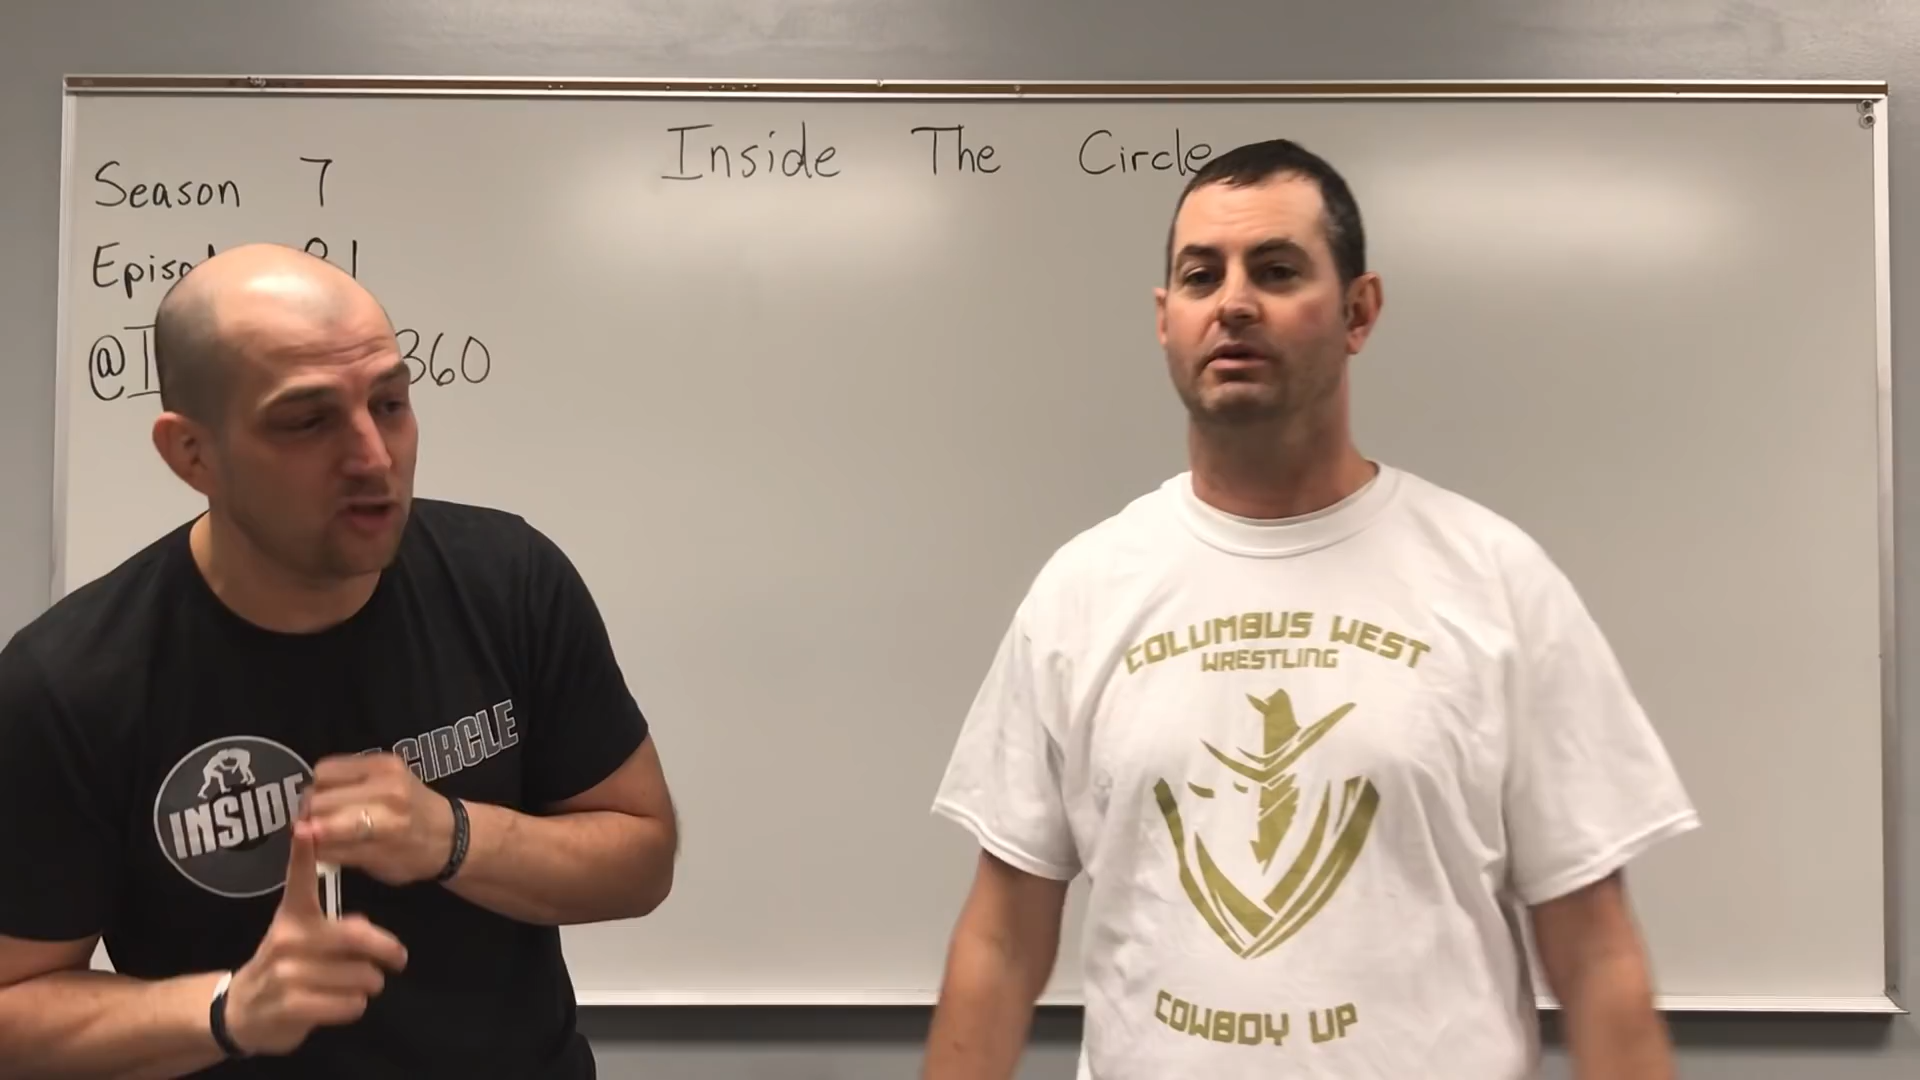 Inside The Circle
Season 7
360
INSIDE
CIRCLE
COLUMBUS WEST
WRESTLING
COWBOY UP